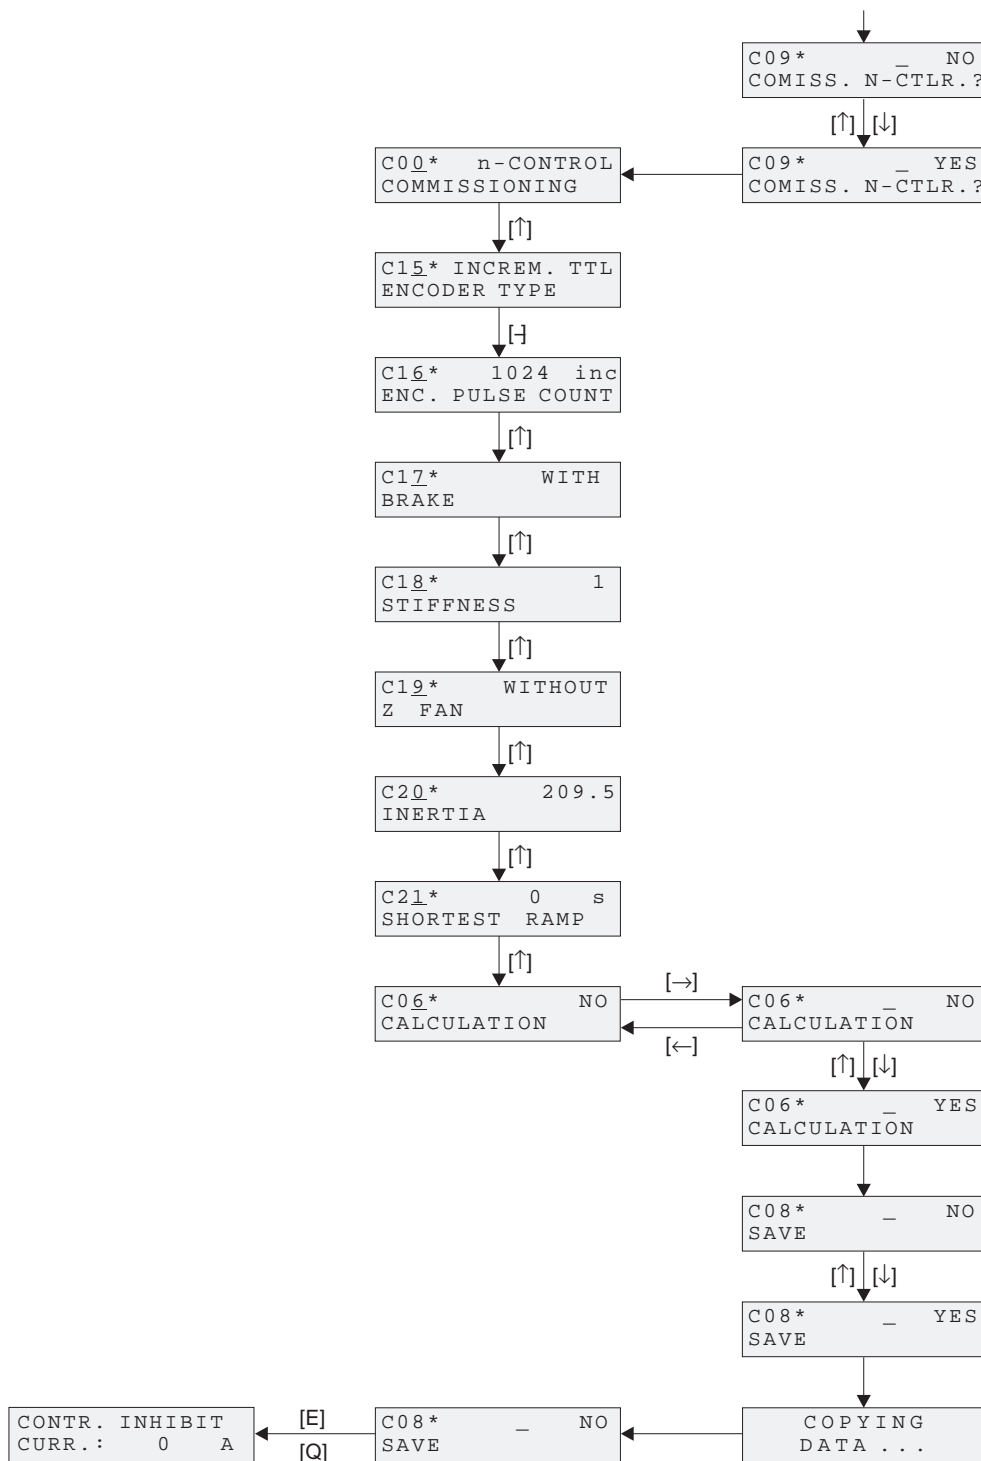 C09* _ NO
COMISS. N-CTLR.?
[↑] [↓]
C00* n-CONTROL
COMMISSIONING
C09* _ YES
COMISS. N-CTLR.?
[↑]
C15* INCREM. TTL
ENCODER TYPE
[-]
C16* 1024 inc
ENC. PULSE COUNT
[↑]
C17* WITH
BRAKE
[↑]
C18* 1
STIFFNESS
[↑]
C19* WITHOUT
Z FAN
[↑]
C20* 209.5
INERTIA
[↑]
C21* 0 s
SHORTEST RAMP
[↑]
C06* NO
CALCULATION
[→]
[←]
C06* _ NO
CALCULATION
[↑] [↓]
C06* _ YES
CALCULATION
C08* _ NO
SAVE
[↑] [↓]
C08* _ YES
SAVE
CONTR. INHIBIT
CURR.: 0 A
[E]
[Q]
C08* _ NO
SAVE
COPYING
DATA ...